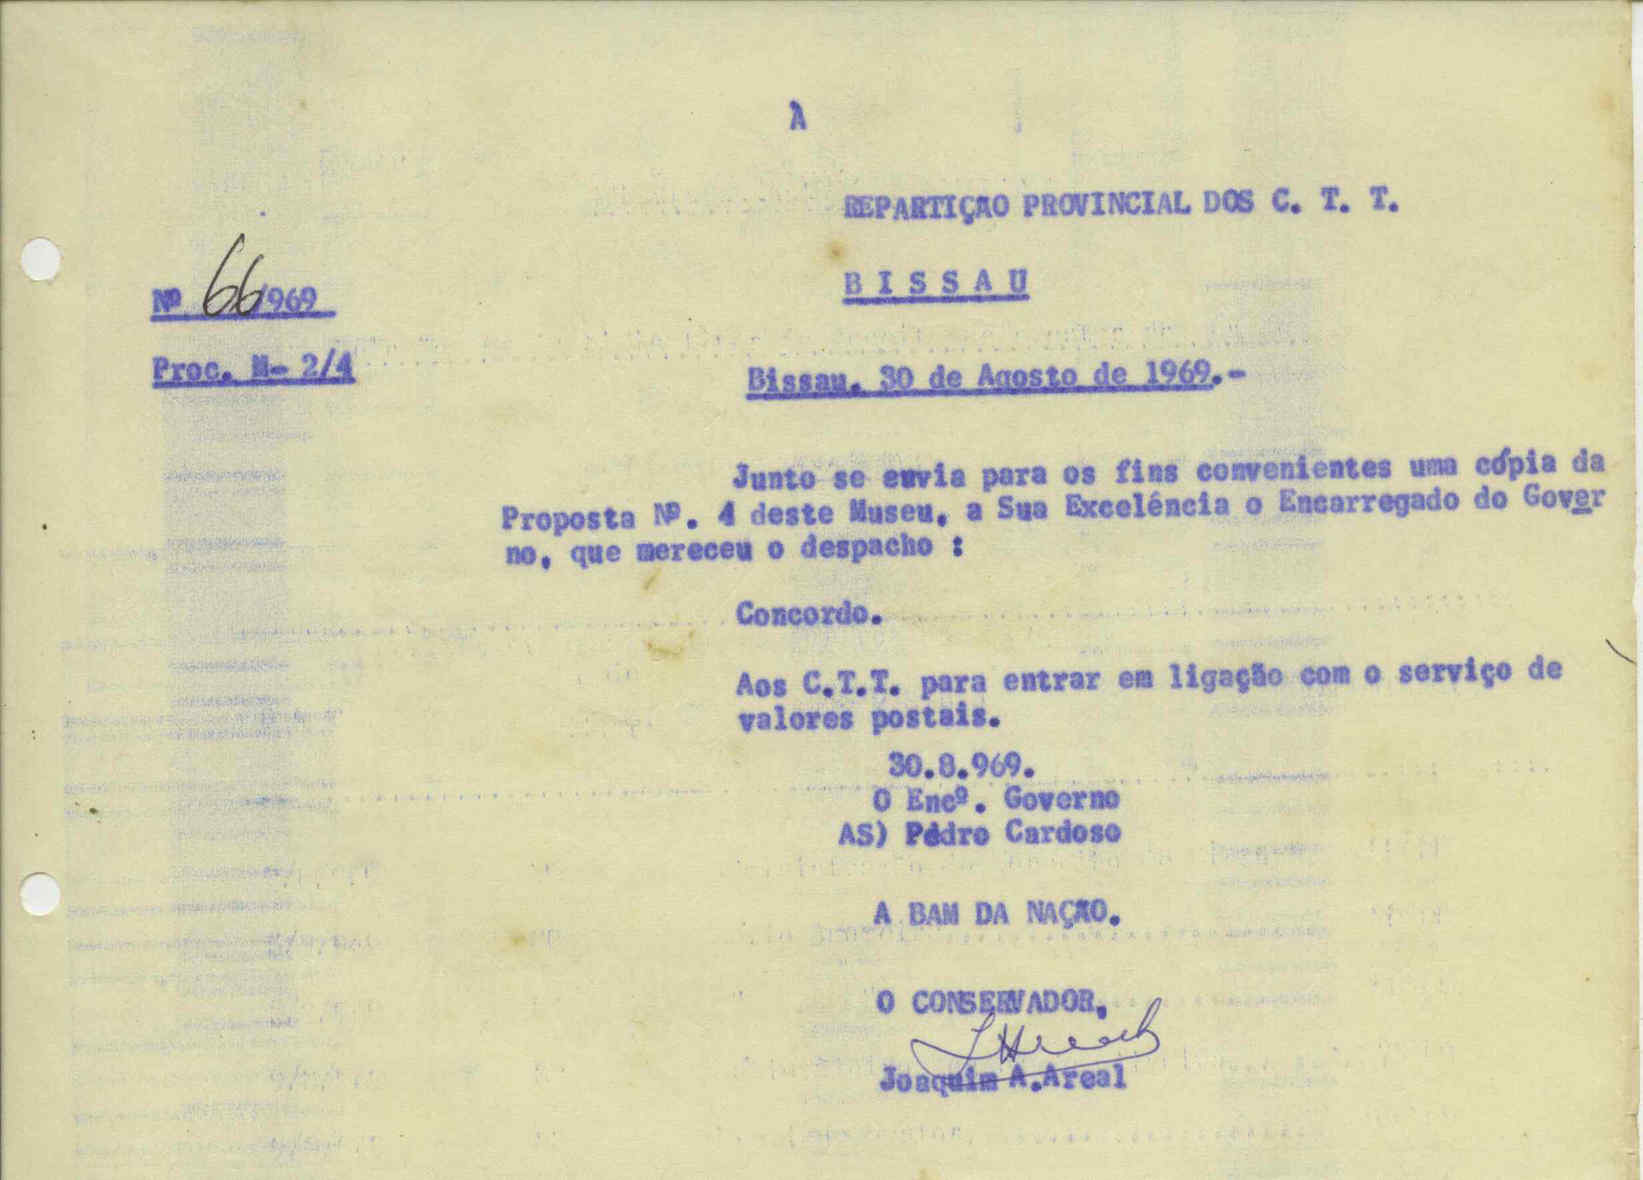 À
REPARTIÇÃO PROVINCIAL DOS C. T. T.
BISSAU
Nº 66/969
Proc. M- 2/4
Bissau. 30 de Agosto de 1969.-
Junto se envia para os fins convenientes uma cópia da
Proposta Nº. 4 deste Museu, a Sua Excelência o Encarregado do Gover
no, que mereceu o despacho :
Concordo.
Aos C.T.T. para entrar em ligação com o serviço de
valores postais.
30.8.969.
O Encº. Governo
AS) Pedro Cardoso
A BAM DA NAÇÃO.
O CONSERVADOR,
Joaquim A.Areal